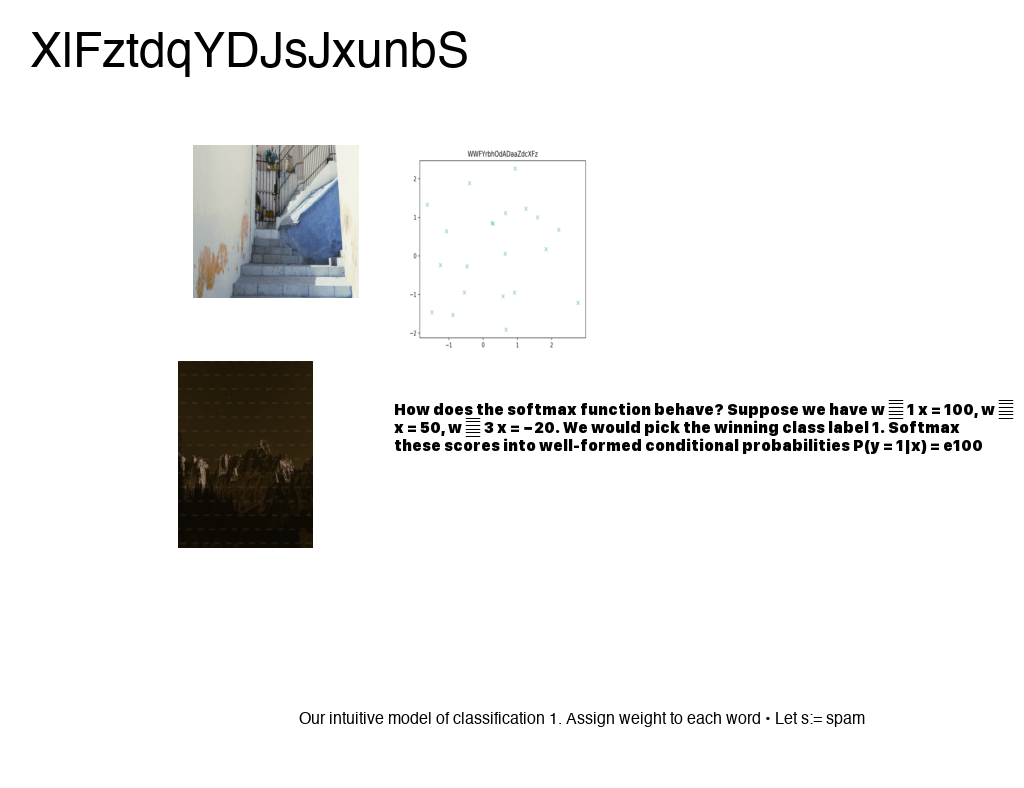 XlFztdqYDJsJxunbS
WWFYrbhOdADaaZdcXFz
2
1
0
−1
−2
−1 0 1 2
How does the softmax function behave? Suppose we have w 1 x = 100, w
x = 50, w 3 x = −20. We would pick the winning class label 1. Softmax
these scores into well-formed conditional probabilities P(y = 1|x) = e100
Our intuitive model of classification 1. Assign weight to each word • Let s:= spam